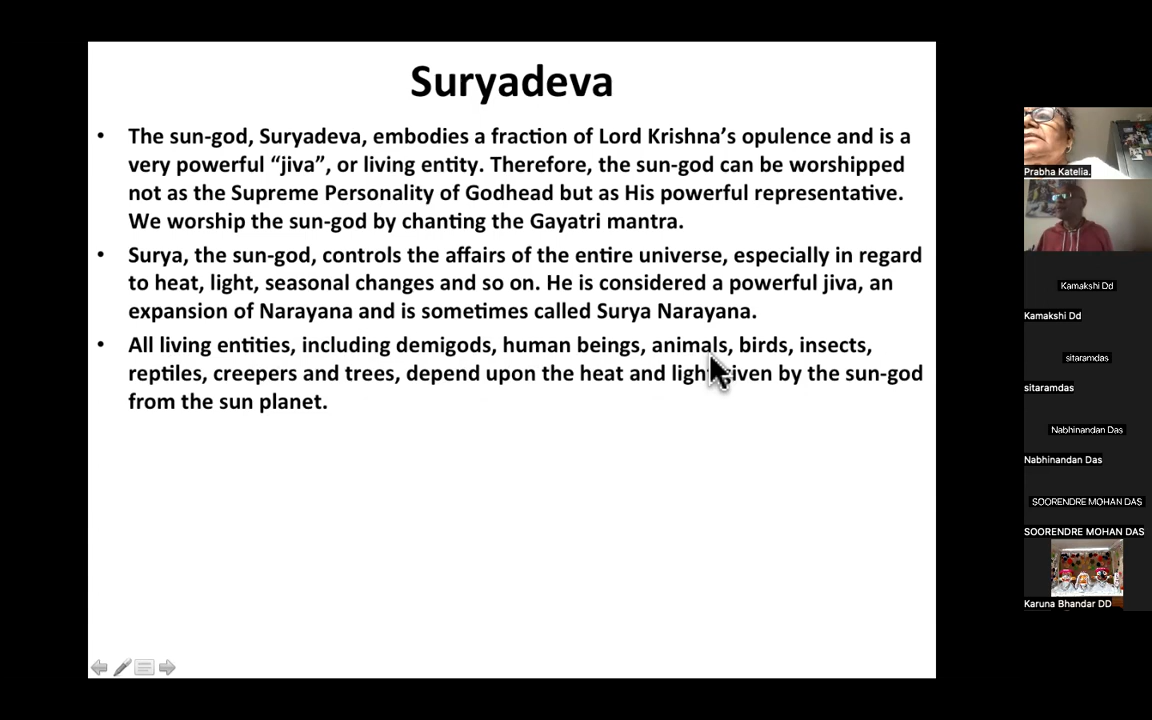 Suryadeva
• The sun-god, Suryadeva, embodies a fraction of Lord Krishna’s opulence and is a
very powerful “jiva”, or living entity. Therefore, the sun-god can be worshipped
not as the Supreme Personality of Godhead but as His powerful representative.
We worship the sun-god by chanting the Gayatri mantra.
• Surya, the sun-god, controls the affairs of the entire universe, especially in regard
to heat, light, seasonal changes and so on. He is considered a powerful jiva, an
expansion of Narayana and is sometimes called Surya Narayana.
• All living entities, including demigods, human beings, animals, birds, insects,
reptiles, creepers and trees, depend upon the heat and light given by the sun-god
from the sun planet.
Prabha Katelia.
Kamakshi Dd
Kamakshi Dd
sitaramdas
sitaramdas
Nabhinandan Das
Nabhinandan Das
SOORENDRE MOHAN DAS
SOORENDRE MOHAN DAS
Karuna Bhandar DD